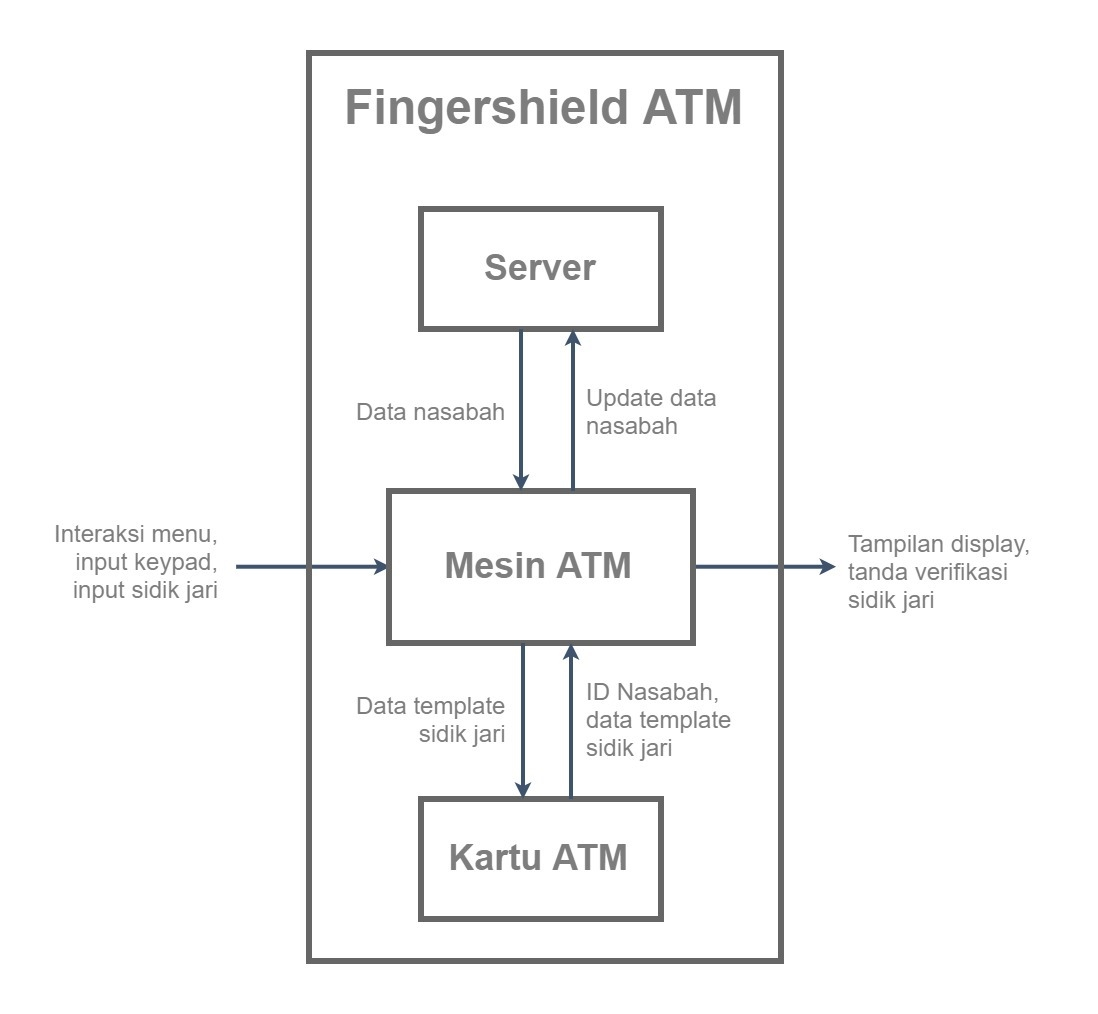 Fingershield ATM
Server
Data nasabah
Update data
nasabah
Interaksi menu,
input keypad,
input sidik jari
Mesin ATM
Tampilan display,
tanda verifikasi
sidik jari
Data template
sidik jari
ID Nasabah,
data template
sidik jari
Kartu ATM